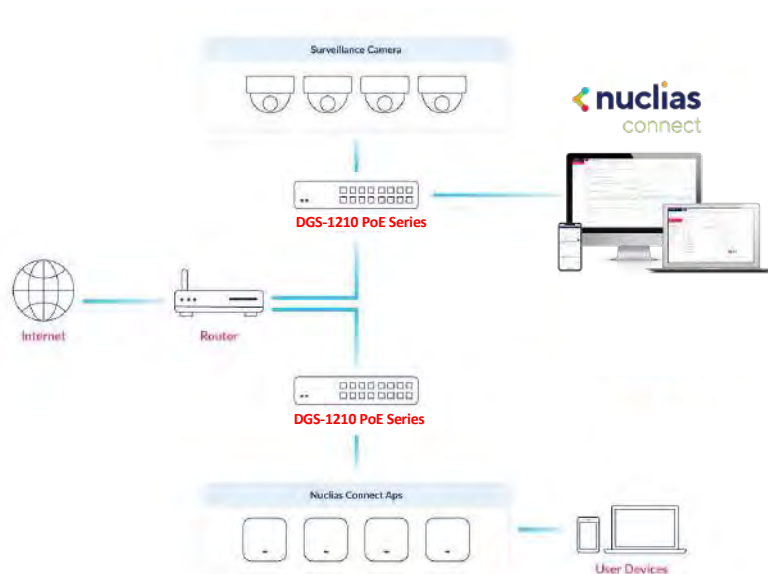 Surveillance Camera
nuclias
connect
DGS-1210 PoE Series
Internet
Router
DGS-1210 PoE Series
Nuclias Connect Aps
User Devices